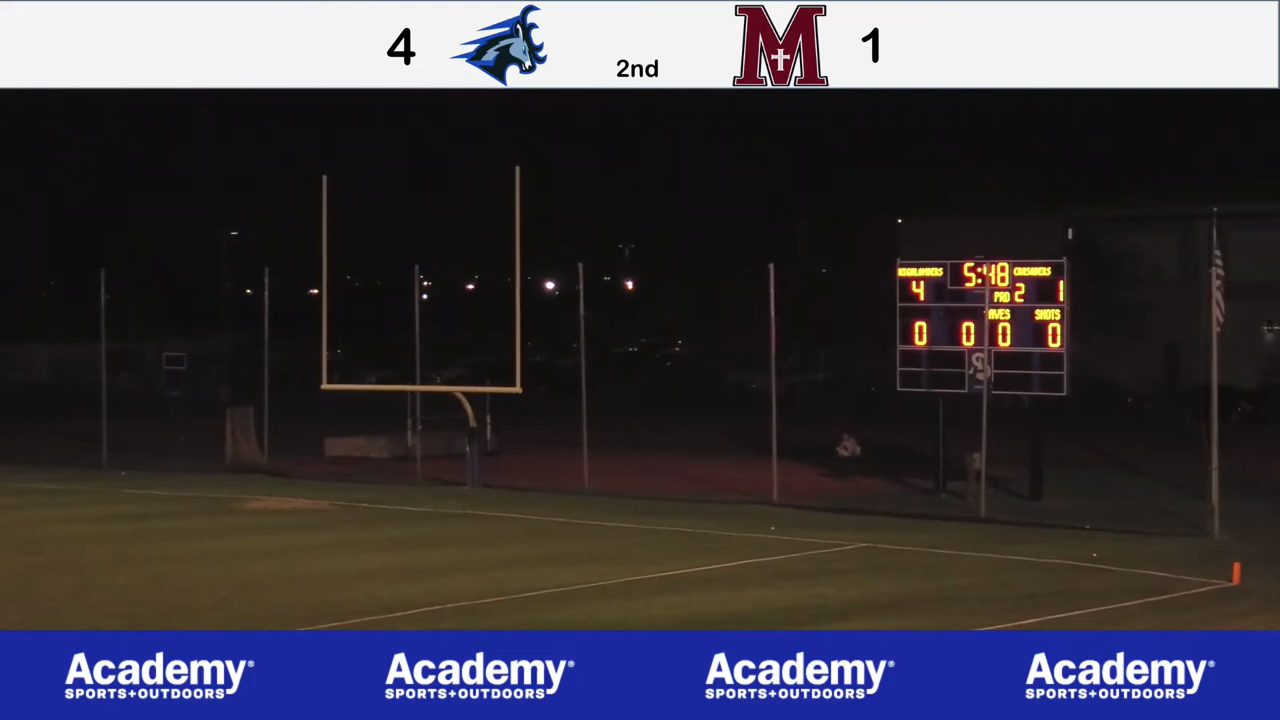 4 2nd M 1
HIGHLANDERS 5:48 CRUSADERS
4 PRD 2 1
AVES SHOTS
0 0 0 0
Academy® Academy® Academy® Academy®
SPORTS+OUTDOORS SPORTS+OUTDOORS SPORTS+OUTDOORS SPORTS+OUTDOORS